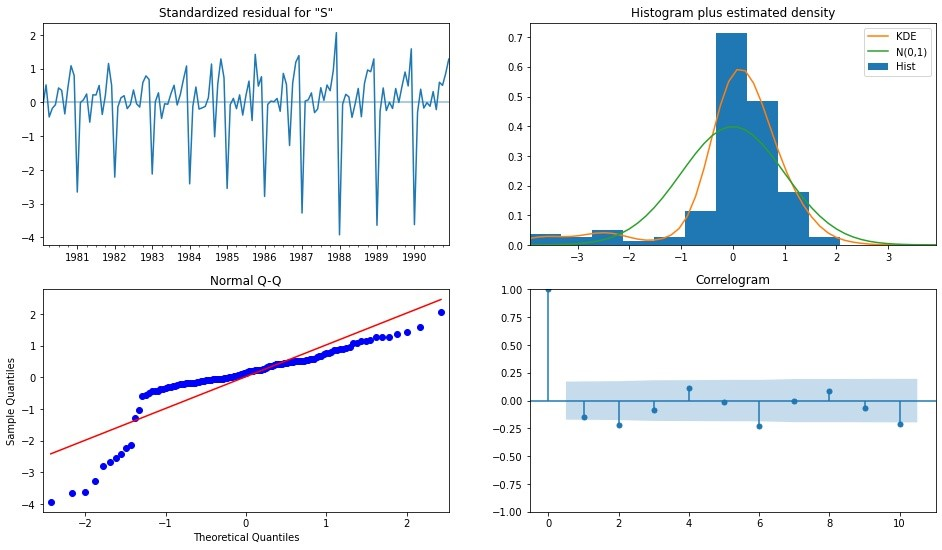 Standardized residual for "S"
2
1
0
−1
−2
−3
−4
1981 1982 1983 1984 1985 1986 1987 1988 1989 1990
Histogram plus estimated density
KDE
N(0,1)
Hist
0.7
0.6
0.5
0.4
0.3
0.2
0.1
0.0
−3 −2 −1 0 1 2 3
Normal Q-Q
Sample Quantiles
2
1
0
−1
−2
−3
−4
−2 −1 0 1 2
Theoretical Quantiles
Correlogram
1.00
0.75
0.50
0.25
0.00
−0.25
−0.50
−0.75
−1.00
0 2 4 6 8 10